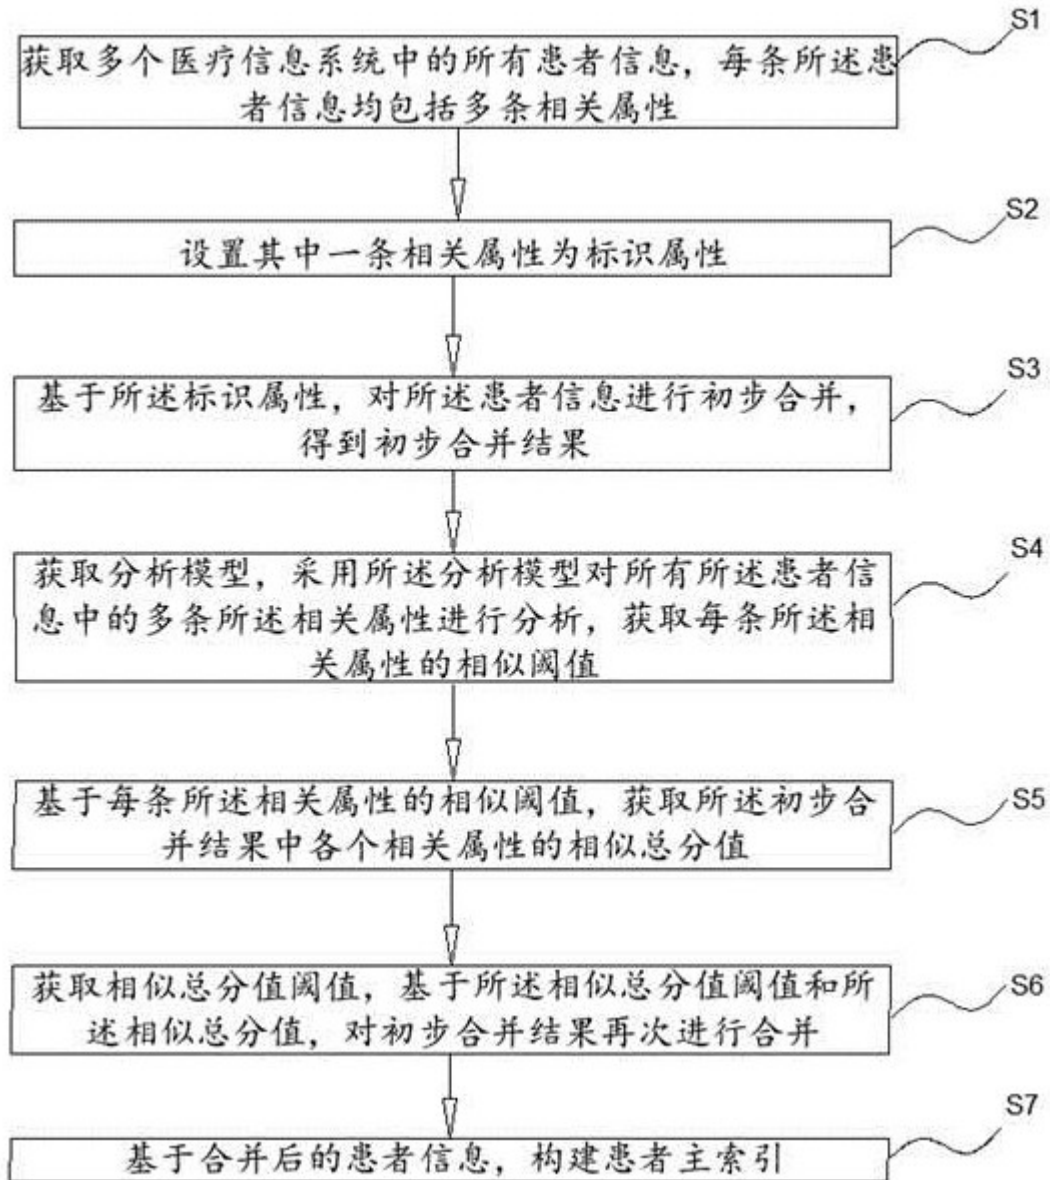 S1
获取多个医疗信息系统中的所有患者信息，每条所述患
者信息均包括多条相关属性
S2
设置其中一条相关属性为标识属性
S3
基于所述标识属性，对所述患者信息进行初步合并，
得到初步合并结果
S4
获取分析模型，采用所述分析模型对所有所述患者信
息中的多条所述相关属性进行分析，获取每条所述相
关属性的相似阈值
S5
基于每条所述相关属性的相似阈值，获取所述初步合
并结果中各个相关属性的相似总分值
S6
获取相似总分值阈值，基于所述相似总分值阈值和所
述相似总分值，对初步合并结果再次进行合并
S7
基于合并后的患者信息，构建患者主索引